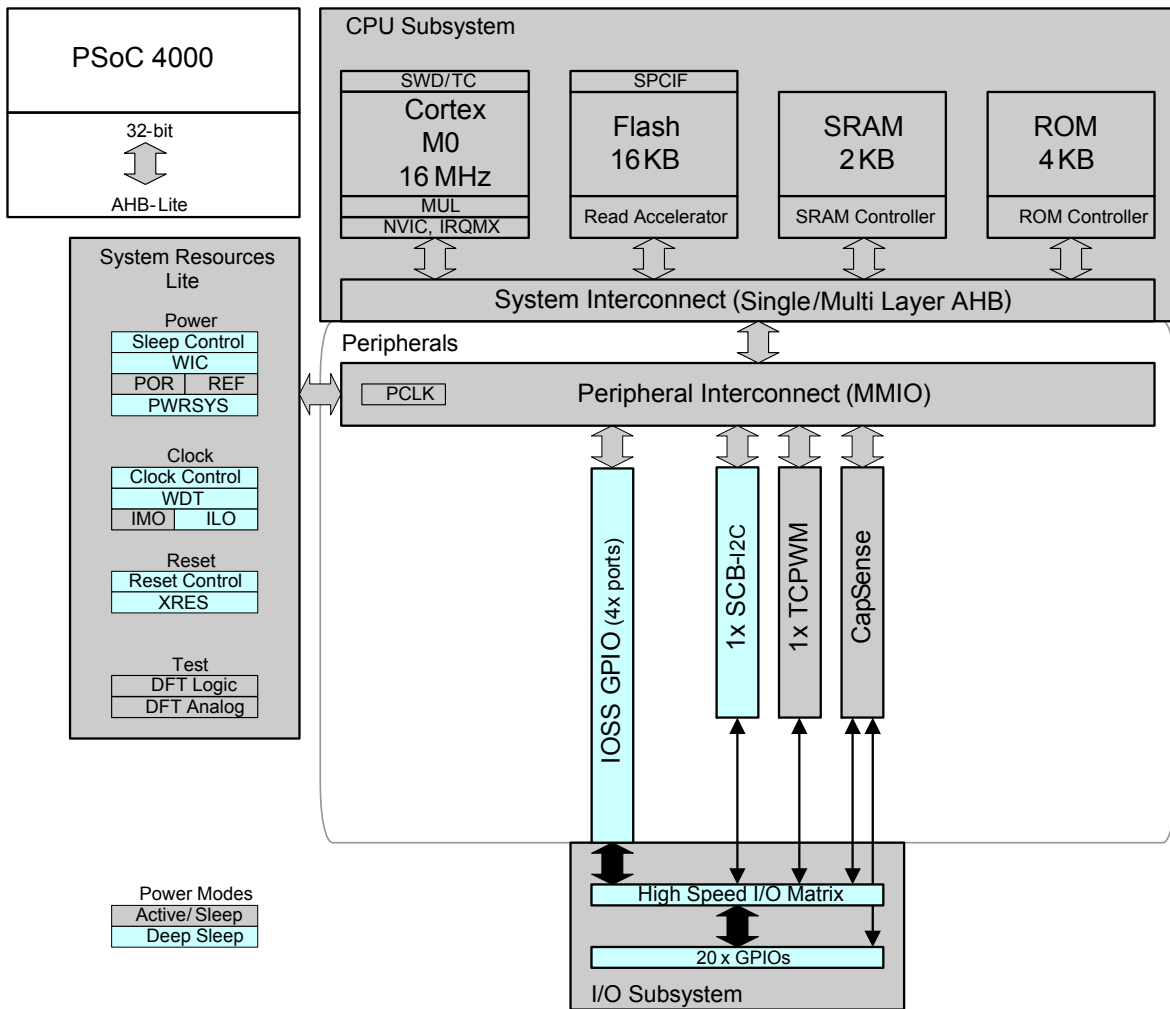 PSoC 4000
32-bit
AHB-Lite
CPU Subsystem
SWD/TC
Cortex
M0
16 MHz
MUL
NVIC, IRQMX
SPCIF
Flash
16 KB
Read Accelerator
SRAM
2 KB
SRAM Controller
ROM
4 KB
ROM Controller
System Interconnect (Single/Multi Layer AHB)
System Resources
Lite
Power
Sleep Control
WIC
POR REF
PWRSYS
Clock
Clock Control
WDT
IMO ILO
Reset
Reset Control
XRES
Test
DFT Logic
DFT Analog
Peripherals
PCLK
Peripheral Interconnect (MMIO)
IOSS GPIO (4x ports)
1x SCB-I2C
1x TCPWM
CapSense
High Speed I/O Matrix
20 x GPIOs
I/O Subsystem
Power Modes
Active/ Sleep
Deep Sleep